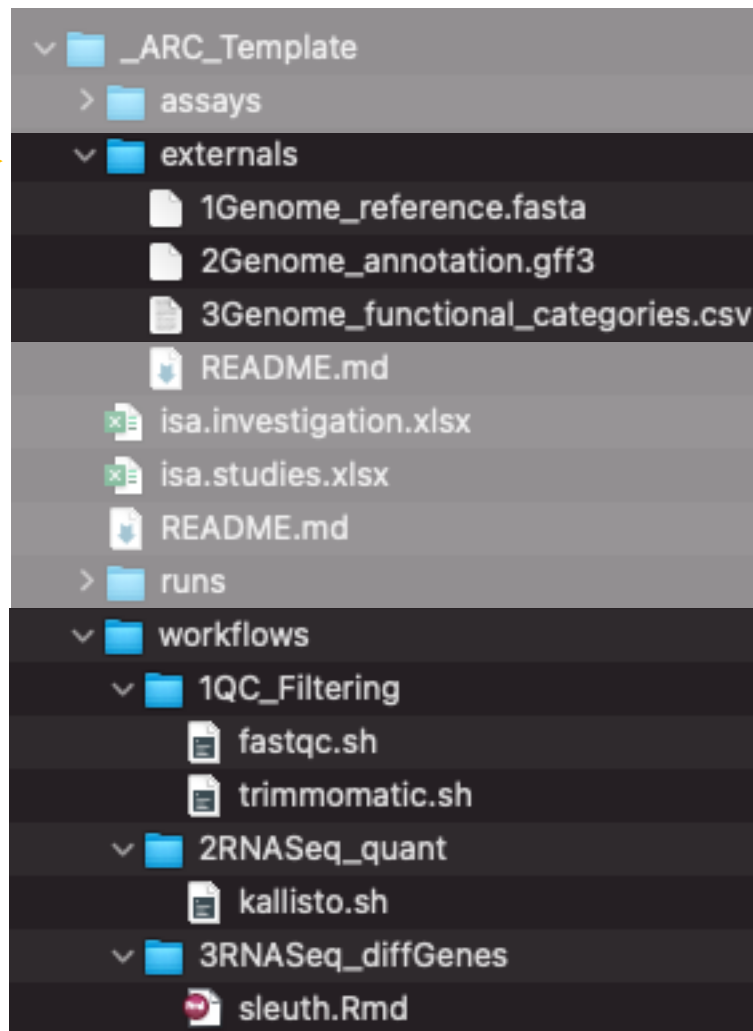 _ARC_Template
assays
externals
1Genome_reference.fasta
2Genome_annotation.gff3
3Genome_functional_categories.csv
README.md
isa.investigation.xlsx
isa.studies.xlsx
README.md
runs
workflows
1QC_Filtering
fastqc.sh
trimmomatic.sh
2RNASeq_quant
kallisto.sh
3RNASeq_diffGenes
sleuth.Rmd